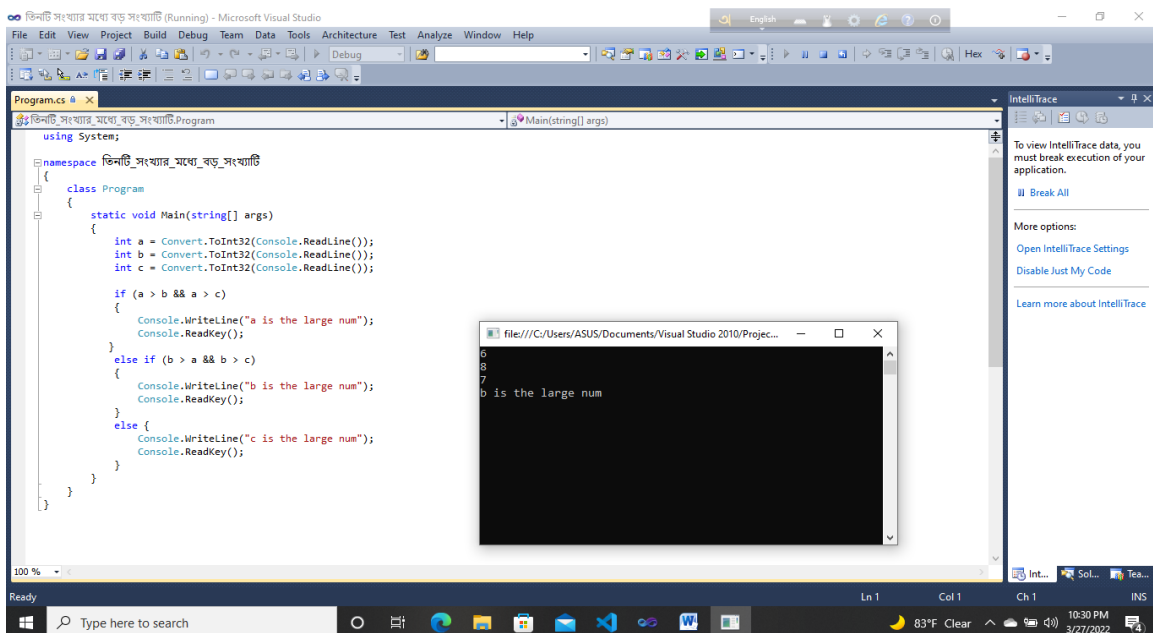 তিনটি সংখ্যার মধ্যে বড় সংখ্যাটি (Running) - Microsoft Visual Studio
English
File Edit View Project Build Debug Team Data Tools Architecture Test Analyze Window Help
Debug
Hex
Program.cs
IntelliTrace
তিনটি_সংখ্যার_মধ্যে_বড়_সংখ্যাটি.Program
Main(string[] args)
using System;
namespace তিনটি_সংখ্যার_মধ্যে_বড়_সংখ্যাটি
{
class Program
{
static void Main(string[] args)
{
int a = Convert.ToInt32(Console.ReadLine());
int b = Convert.ToInt32(Console.ReadLine());
int c = Convert.ToInt32(Console.ReadLine());
if (a > b && a > c)
{
Console.WriteLine("a is the large num");
Console.ReadKey();
}
else if (b > a && b > c)
{
Console.WriteLine("b is the large num");
Console.ReadKey();
}
else {
Console.WriteLine("c is the large num");
Console.ReadKey();
}
}
}
}
file:///C:/Users/ASUS/Documents/Visual Studio 2010/Projec...
6
8
7
b is the large num
To view IntelliTrace data, you
must break execution of your
application.
Break All
More options:
Open IntelliTrace Settings
Disable Just My Code
Learn more about IntelliTrace
100 %
Int... Sol... Tea...
Ready
Ln 1 Col 1 Ch 1 INS
Type here to search
83°F Clear
10:30 PM
3/27/2022
4